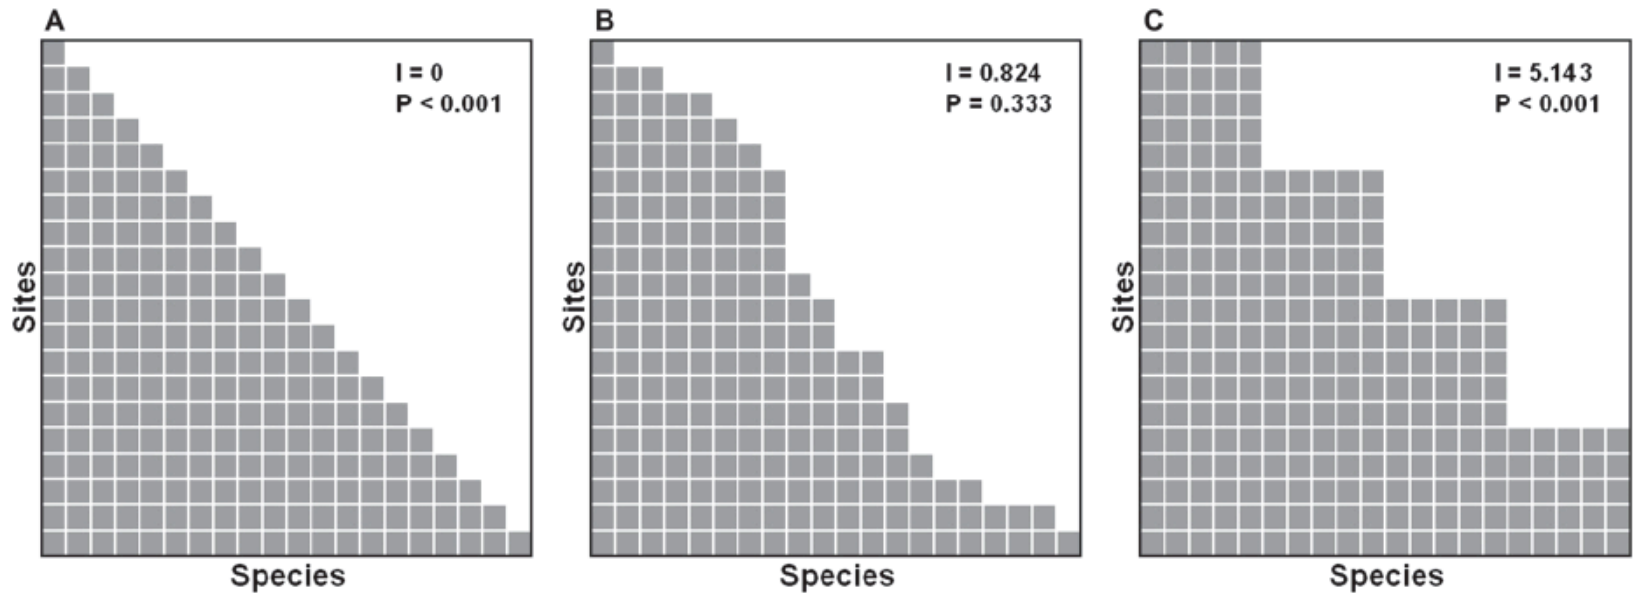 A
I = 0
P < 0.001
Sites
Species
B
I = 0.824
P = 0.333
Sites
Species
C
I = 5.143
P < 0.001
Sites
Species